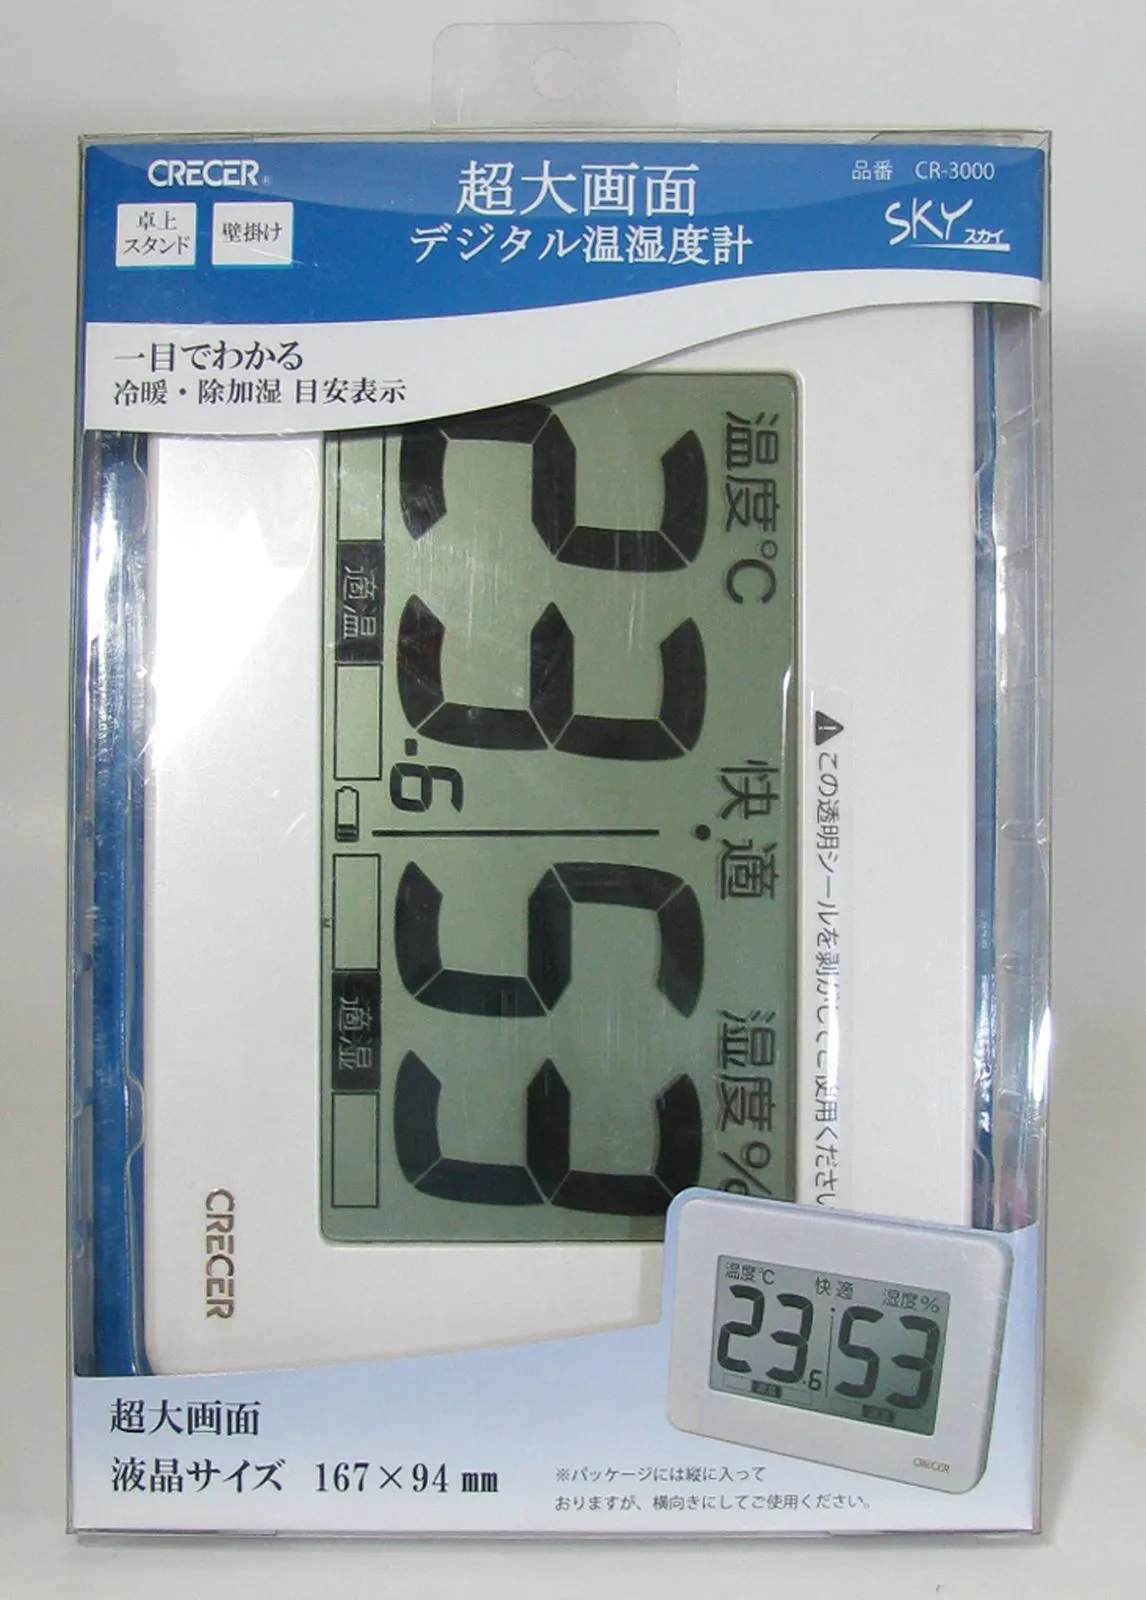 CRECER®
超大画面
デジタル温湿度計
品番 CR-3000
SKY スカイ
卓上
スタンド
壁掛け
一目でわかる
冷暖・除加湿 目安表示
温度℃
23.6
適温
快適
湿度%
53
適湿
⚠この透明シールを剥がしてご使用ください。
CRECER
温度℃ 快適 湿度%
23.6 53
CRECER
超大画面
液晶サイズ 167×94 mm
※パッケージには縦に入って
おりますが、横向きにしてご使用ください。